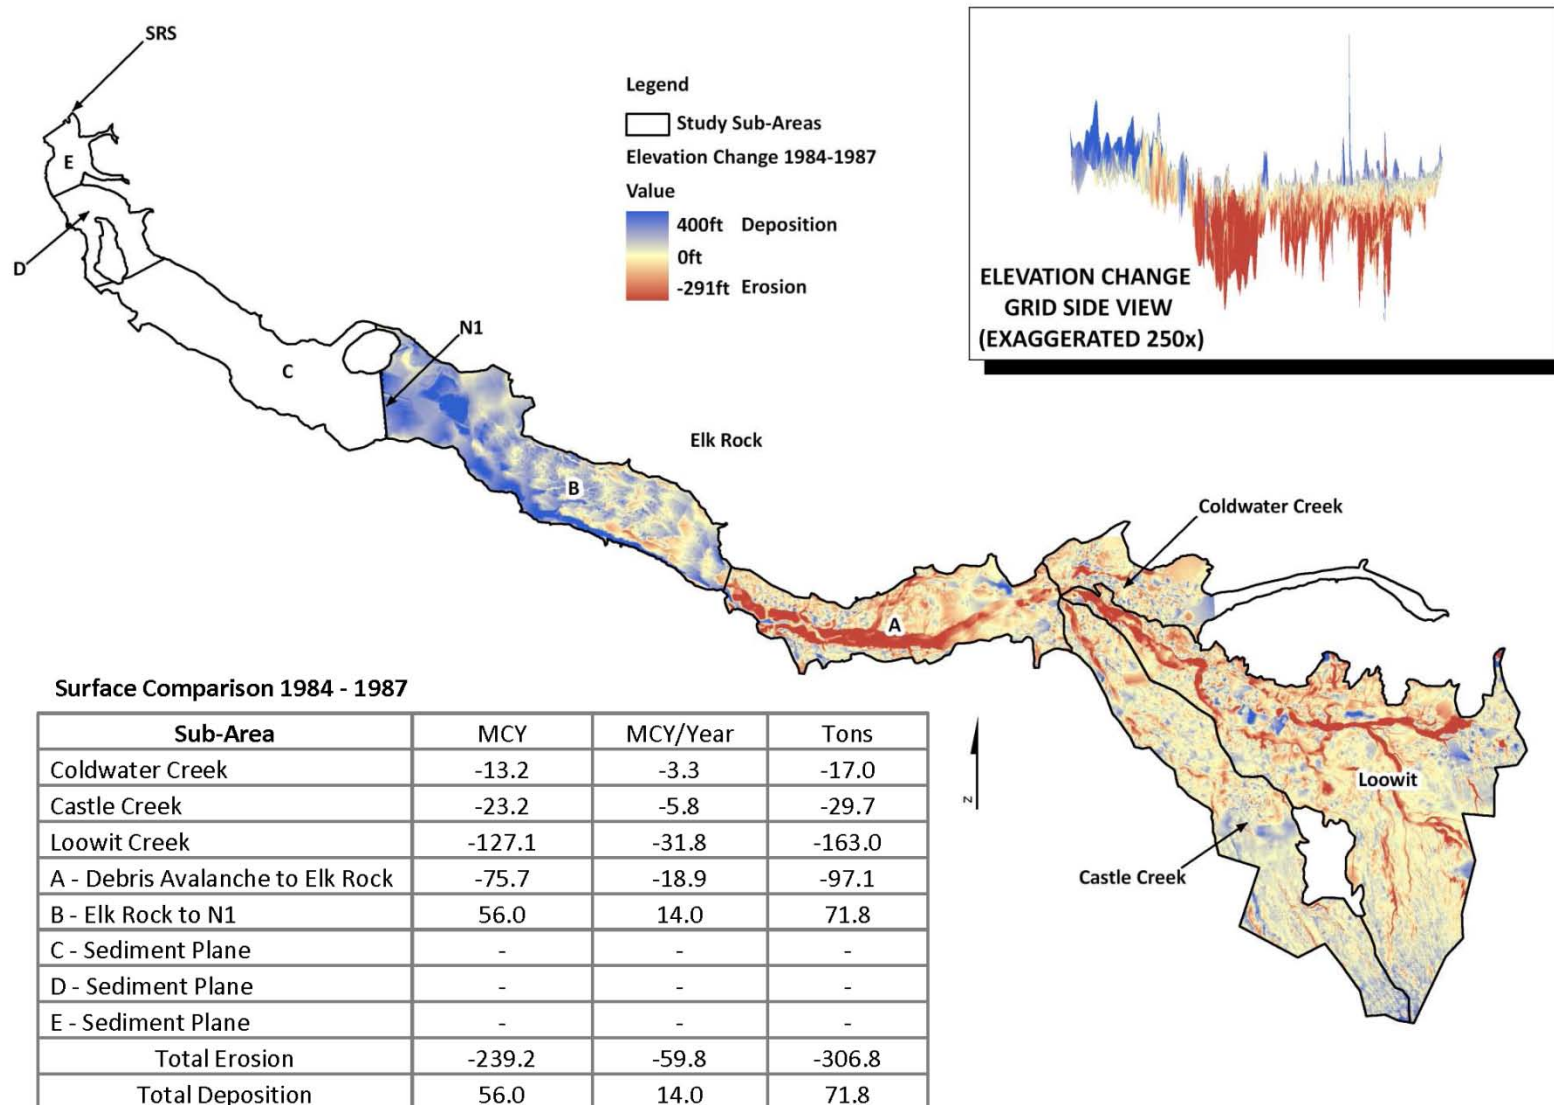 SRS
E
D
C
N1
B
Elk Rock
A
Coldwater Creek
Loowit
Castle Creek
z
Legend
Study Sub-Areas
Elevation Change 1984-1987
Value
400ft Deposition
0ft
-291ft Erosion
ELEVATION CHANGE
GRID SIDE VIEW
(EXAGGERATED 250x)
Surface Comparison 1984 - 1987
Sub-Area MCY MCY/Year Tons
Coldwater Creek -13.2 -3.3 -17.0
Castle Creek -23.2 -5.8 -29.7
Loowit Creek -127.1 -31.8 -163.0
A - Debris Avalanche to Elk Rock -75.7 -18.9 -97.1
B - Elk Rock to N1 56.0 14.0 71.8
C - Sediment Plane - - -
D - Sediment Plane - - -
E - Sediment Plane - - -
Total Erosion -239.2 -59.8 -306.8
Total Deposition 56.0 14.0 71.8